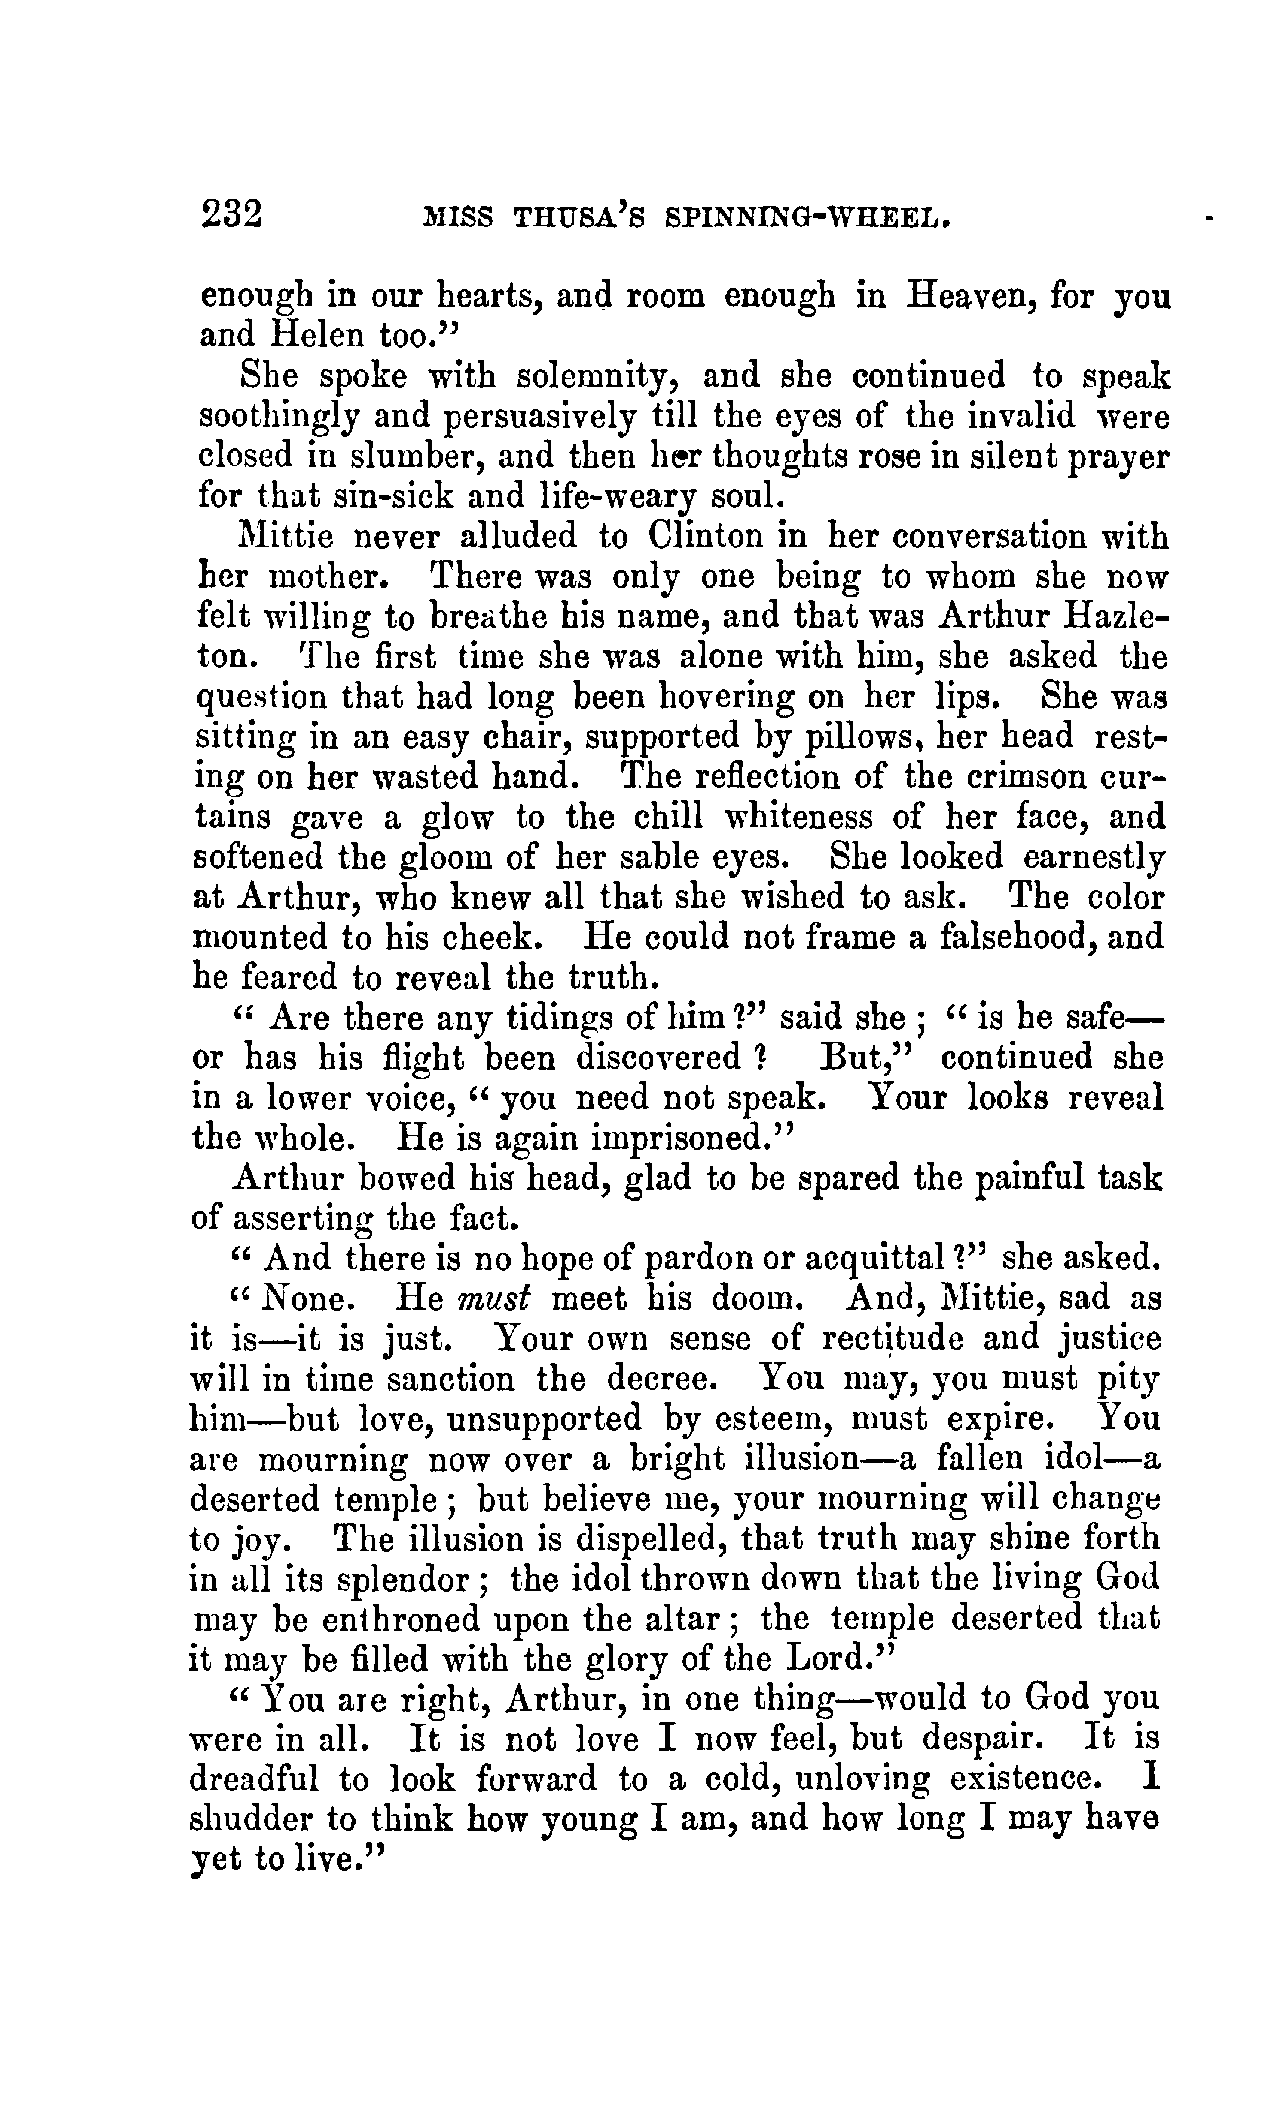 232 MISS THUSA'S SPINNING-WHEEL.
enough in our hearts, and room enough in Heaven, for you
and Helen too."
She spoke with solemnity, and she continued to speak
soothingly and persuasively till the eyes of the invalid were
closed in slumber, and then her thoughts rose in silent prayer
for that sin-sick and life-weary soul.
Mittie never alluded to Clinton in her conversation with
her mother. There was only one being to whom she now
felt willing to breathe his name, and that was Arthur Hazle-
ton. The first time she was alone with him, she asked the
question that had long been hovering on her lips. She was
sitting in an easy chair, supported by pillows, her head rest-
ing on her wasted hand. The reflection of the crimson cur-
tains gave a glow to the chill whiteness of her face, and
softened the gloom of her sable eyes. She looked earnestly
at Arthur, who knew all that she wished to ask. The color
mounted to his cheek. He could not frame a falsehood, and
he feared to reveal the truth.
"Are there any tidings of him?" said she; "is he safe—
or has his flight been discovered? But," continued she
in a lower voice, "you need not speak. Your looks reveal
the whole. He is again imprisoned."
Arthur bowed his head, glad to be spared the painful task
of asserting the fact.
"And there is no hope of pardon or acquittal?" she asked.
"None. He must meet his doom. And, Mittie, sad as
it is—it is just. Your own sense of rectitude and justice
will in time sanction the decree. You may, you must pity
him—but love, unsupported by esteem, must expire. You
are mourning now over a bright illusion—a fallen idol—a
deserted temple; but believe me, your mourning will change
to joy. The illusion is dispelled, that truth may shine forth
in all its splendor; the idol thrown down that the living God
may be enthroned upon the altar; the temple deserted that
it may be filled with the glory of the Lord."
"You are right, Arthur, in one thing—would to God you
were in all. It is not love I now feel, but despair. It is
dreadful to look forward to a cold, unloving existence. I
shudder to think how young I am, and how long I may have
yet to live."